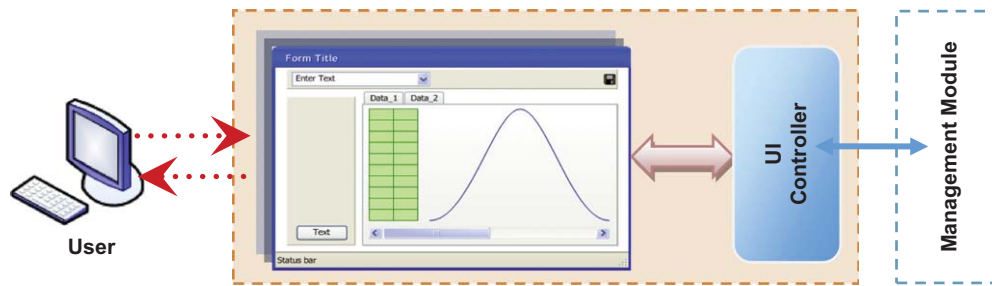 Form Title
Enter Text
Data_1 Data_2
Text
Status bar
User
UI
Controller
Management Module